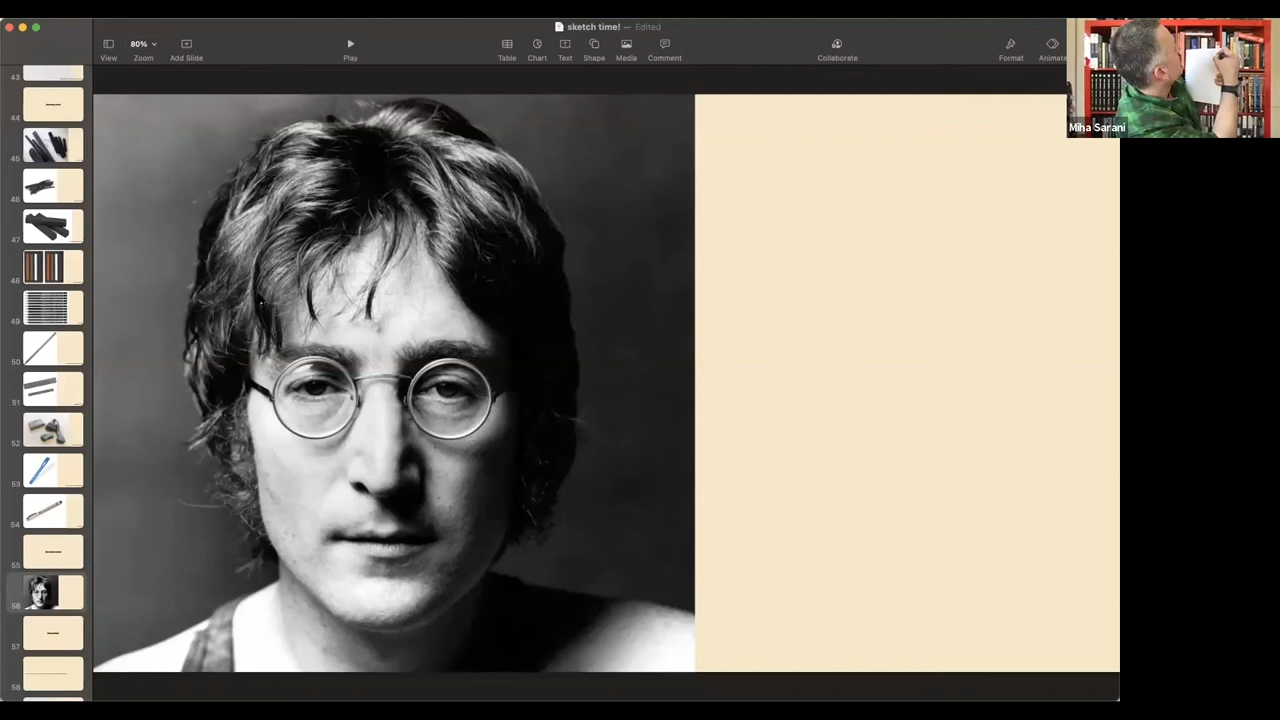 sketch time! — Edited
80%
View
Zoom
Add Slide
Play
Table
Chart
Text
Shape
Media
Comment
Collaborate
Format
Animate
Miha Sarani
43
44
45
46
47
48
49
50
51
52
53
54
55
56
57
58